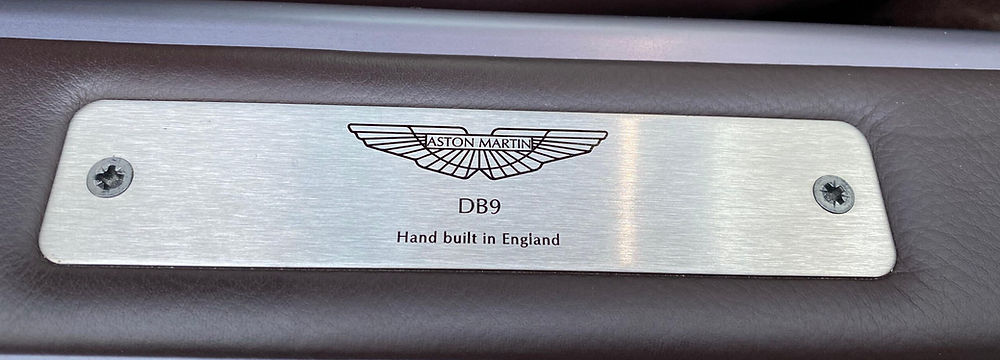 ASTON MARTIN
DB9
Hand built in England